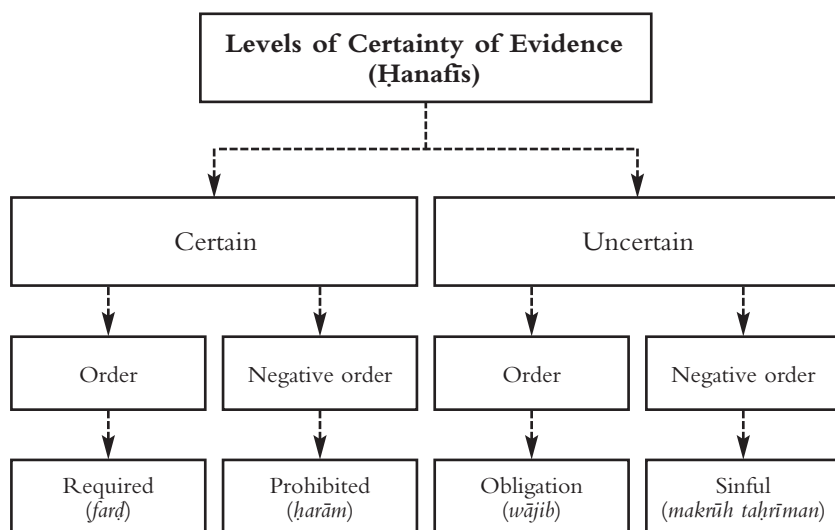 Levels of Certainty of Evidence
(Ḥanafīs)
Certain
Uncertain
Order
Negative order
Order
Negative order
Required
(farḍ)
Prohibited
(ḥarām)
Obligation
(wājib)
Sinful
(makrāh taḥrīman)